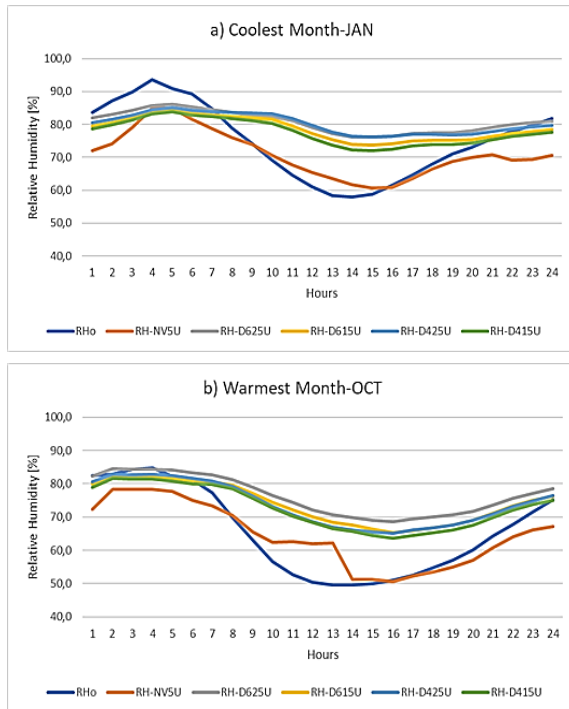 a) Coolest Month-JAN
Relative Humidity [%]
100,0
90,0
80,0
70,0
60,0
50,0
40,0
1 2 3 4 5 6 7 8 9 10 11 12 13 14 15 16 17 18 19 20 21 22 23 24
Hours
RHo RH-NV5U RH-D625U RH-D615U RH-D425U RH-D415U
b) Warmest Month-OCT
Relative Humidity [%]
100,0
90,0
80,0
70,0
60,0
50,0
40,0
1 2 3 4 5 6 7 8 9 10 11 12 13 14 15 16 17 18 19 20 21 22 23 24
Hours
RHo RH-NV5U RH-D625U RH-D615U RH-D425U RH-D415U